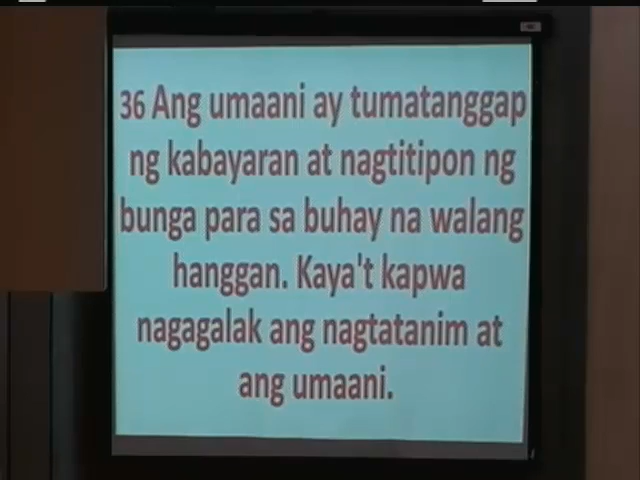 36 Ang umaani ay tumatanggap
ng kabayaran at nagtitipon ng
bunga para sa buhay na walang
hanggan. Kaya't kapwa
nagagalak ang nagtatanim at
ang umaani.